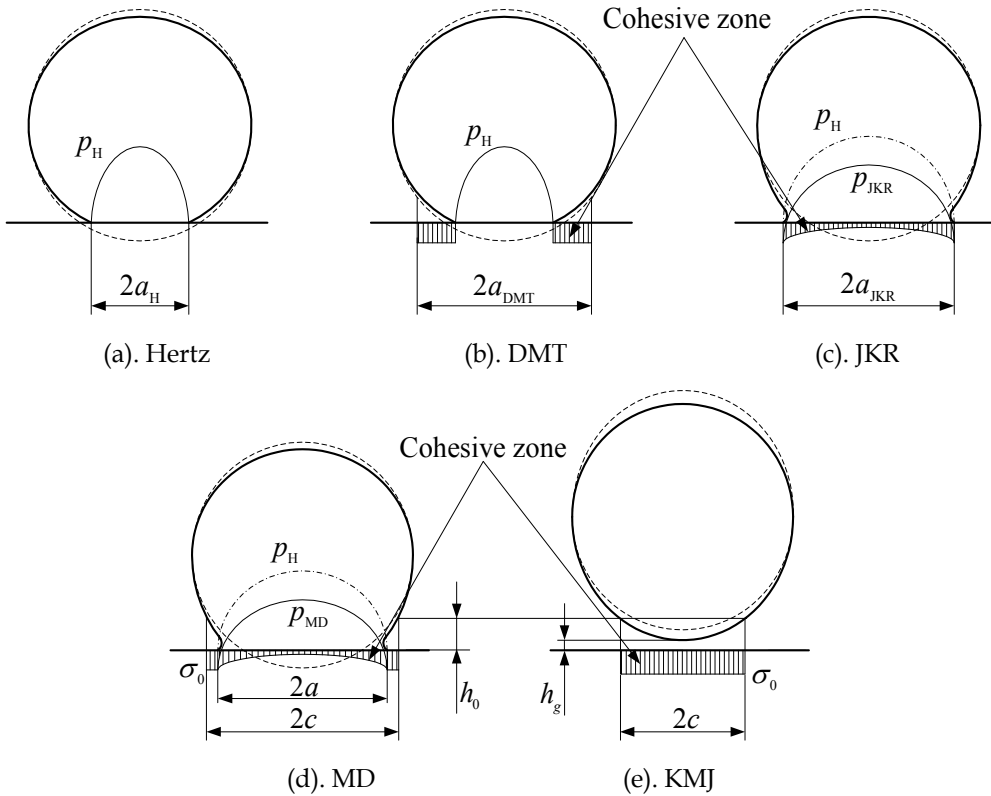 Cohesive zone
p_H
p_H
p_H
p_JKR
2a_H
2a_DMT
2a_JKR
(a). Hertz
(b). DMT
(c). JKR
Cohesive zone
p_H
p_MD
σ_0
2a
2c
h_0
h_g
2c
σ_0
(d). MD
(e). KMJ